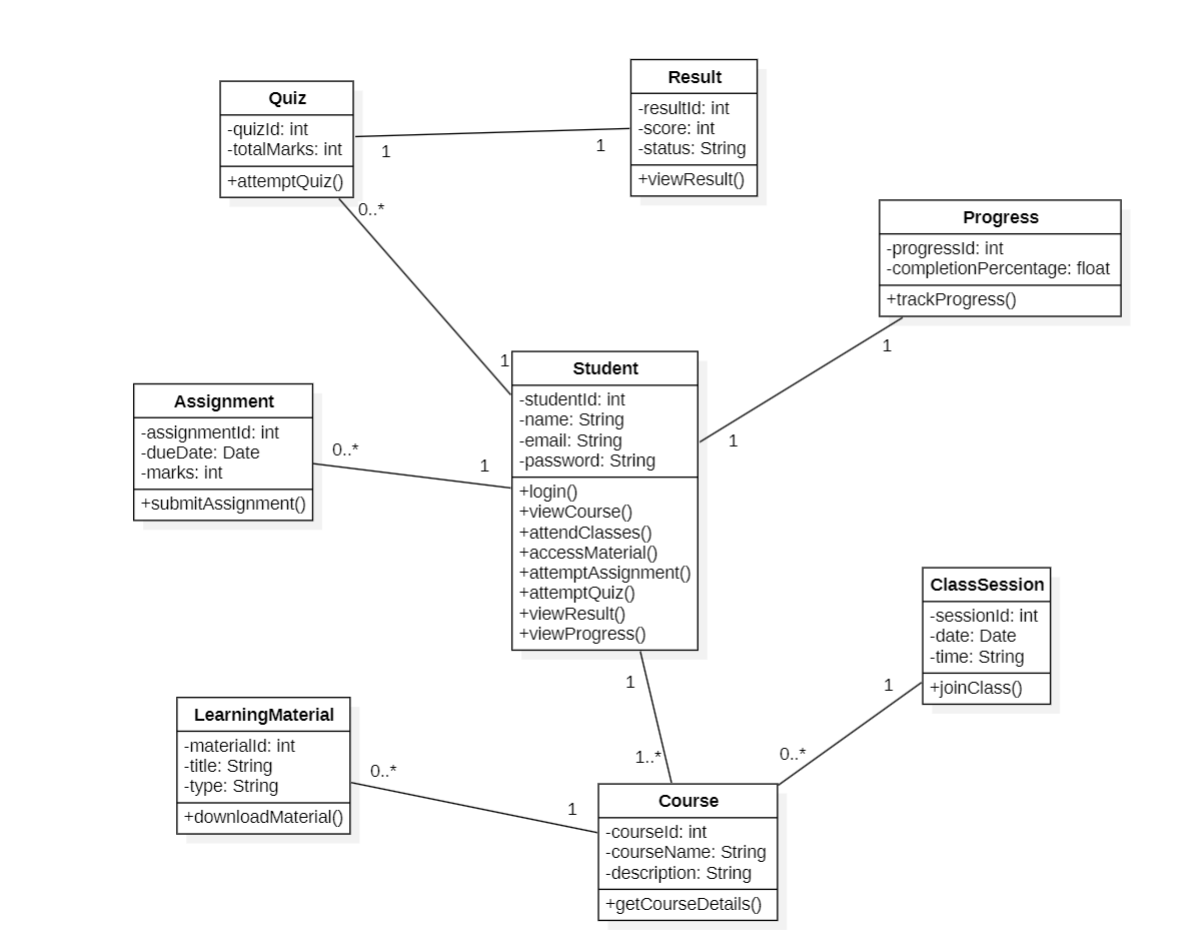 Quiz
-quizId: int
-totalMarks: int
+attemptQuiz()
Result
-resultId: int
-score: int
-status: String
+viewResult()
1
1
0..*
Progress
-progressId: int
-completionPercentage: float
+trackProgress()
1
1
1
Student
-studentId: int
-name: String
-email: String
-password: String
+login()
+viewCourse()
+attendClasses()
+accessMaterial()
+attemptAssignment()
+attemptQuiz()
+viewResult()
+viewProgress()
Assignment
-assignmentId: int
-dueDate: Date
-marks: int
+submitAssignment()
0..*
1
ClassSession
-sessionId: int
-date: Date
-time: String
+joinClass()
1
0..*
1
1..*
LearningMaterial
-materialId: int
-title: String
-type: String
+downloadMaterial()
0..*
1
Course
-courseId: int
-courseName: String
-description: String
+getCourseDetails()